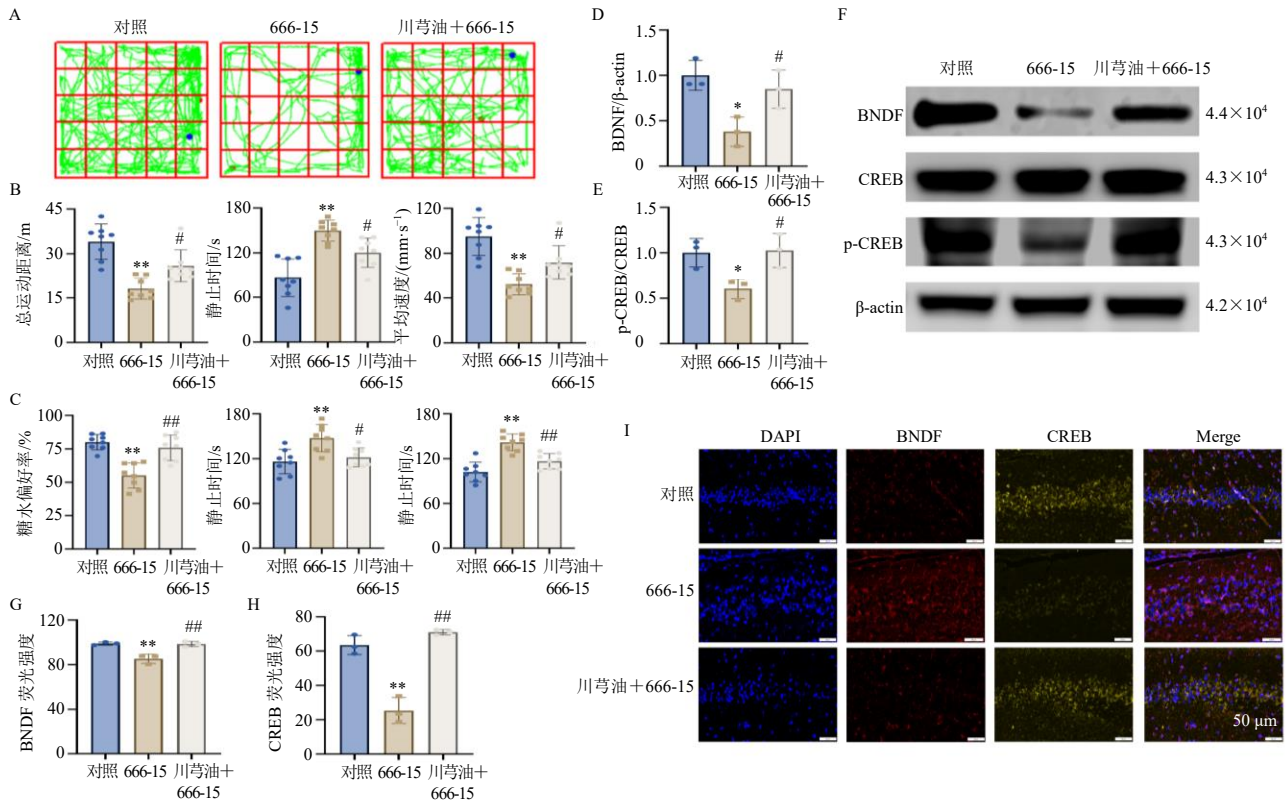 A
对照
666-15
川芎油＋666-15
B
总运动距离/m
45
30
15
0
**
#
对照 666-15 川芎油＋
666-15
静止时间/s
180
120
60
0
**
#
对照 666-15 川芎油＋
666-15
平均速度/(mm·s⁻¹)
120
80
40
0
**
#
对照 666-15 川芎油＋
666-15
C
糖水偏好率/%
100
75
50
25
0
**
##
对照 666-15 川芎油＋
666-15
静止时间/s
180
120
60
0
**
#
对照 666-15 川芎油＋
666-15
静止时间/s
180
120
60
0
**
##
对照 666-15 川芎油＋
666-15
D
BDNF/β-actin
1.5
1.0
0.5
0
*
#
对照 666-15 川芎油＋
666-15
E
p-CREB/CREB
1.5
1.0
0.5
0
*
#
对照 666-15 川芎油＋
666-15
F
对照 666-15 川芎油＋666-15
BNDF 4.4×10⁴
CREB 4.3×10⁴
p-CREB 4.3×10⁴
β-actin 4.2×10⁴
G
BNDF 荧光强度
120
80
40
0
**
##
对照 666-15 川芎油＋
666-15
H
CREB 荧光强度
80
60
40
20
0
**
##
对照 666-15 川芎油＋
666-15
I
DAPI BNDF CREB Merge
对照
666-15
川芎油＋666-15
50 μm